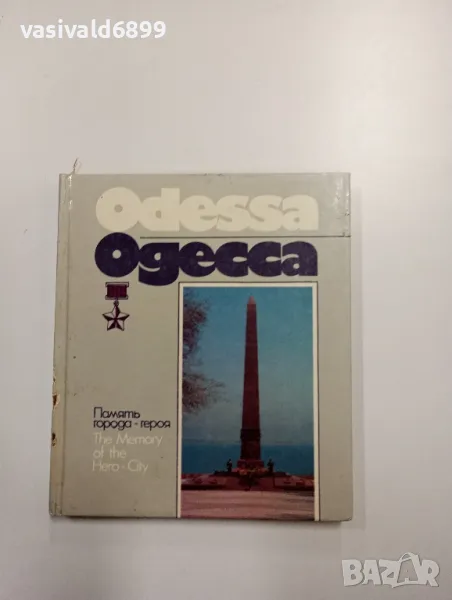 vasivald6899
Odessa
Одесса
Память
города-героя
The Memory
of the
Hero-City
BAZAR